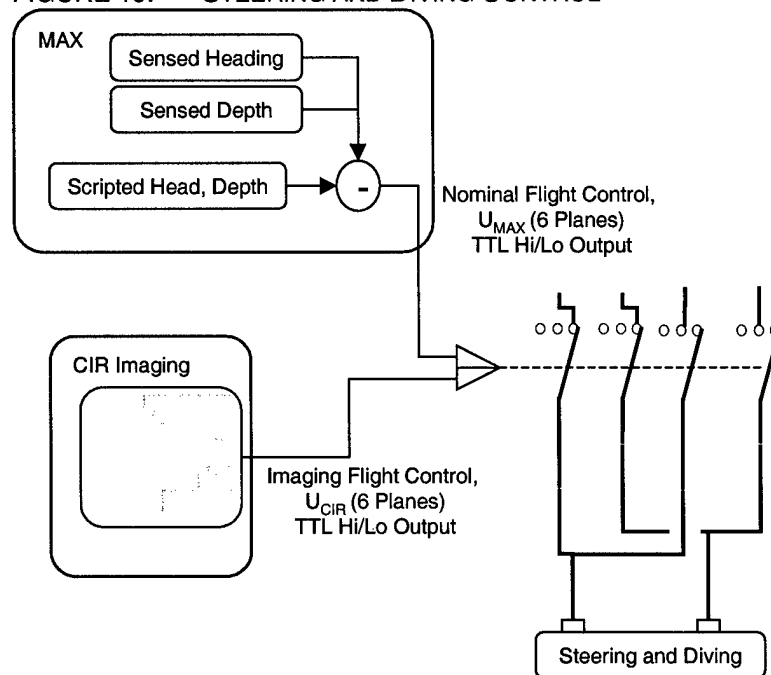 MAX
Sensed Heading
Sensed Depth
Scripted Head, Depth
-
Nominal Flight Control,
U_MAX (6 Planes)
TTL Hi/Lo Output
CIR Imaging
Imaging Flight Control,
U_CIR (6 Planes)
TTL Hi/Lo Output
Steering and Diving